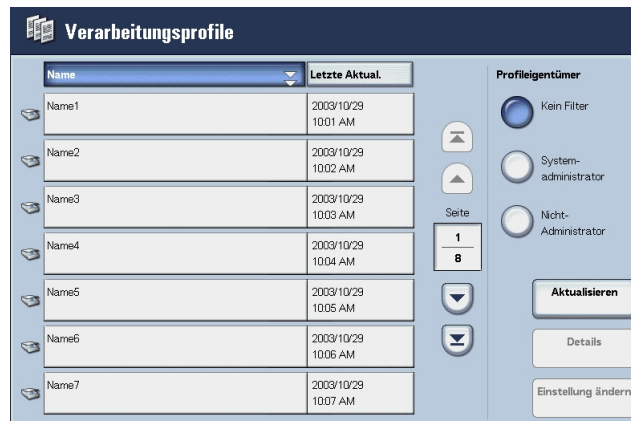 Verarbeitungsprofile
Name
Letzte Aktual.
Name1
2003/10/29
10:01 AM
Name2
2003/10/29
10:02 AM
Name3
2003/10/29
10:03 AM
Name4
2003/10/29
10:04 AM
Name5
2003/10/29
10:05 AM
Name6
2003/10/29
10:06 AM
Name7
2003/10/29
10:07 AM
Seite
1
8
Profileigentümer
Kein Filter
System-
administrator
Nicht-
Administrator
Aktualisieren
Details
Einstellung ändern